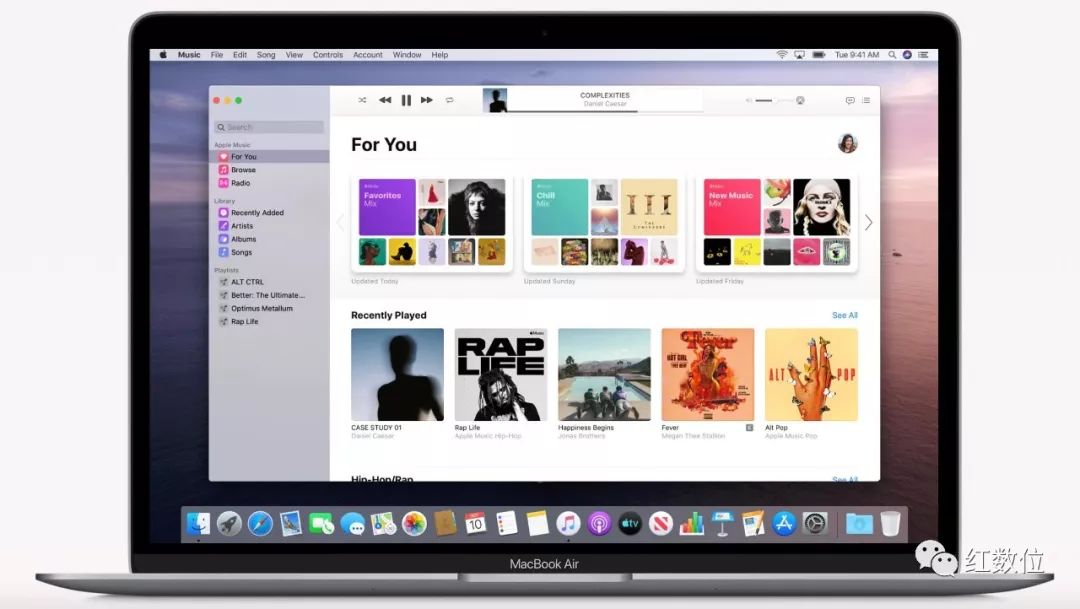 Music File Edit Song View Controls Account Window Help
Tue 9:41 AM
COMPLEXITIES
Daniel Caesar
Search
Apple Music
For You
Browse
Radio
Library
Recently Added
Artists
Albums
Songs
Playlists
ALT CTRL
Better: The Ultimate...
Optimus Metallum
Rap Life
For You
Favorites
Mix
Chill
Mix
New Music
Mix
Updated Today
Updated Sunday
Updated Friday
Recently Played
See All
RAP
LIFE
Fever
ALT POP
CASE STUDY 01
Daniel Caesar
Rap Life
Apple Music Hip-Hop
Happiness Begins
Jonas Brothers
Fever
Megan Thee Stallion
Alt Pop
Apple Music Pop
Hip-Hop/Rap
See All
10
tv
MacBook Air
红数位